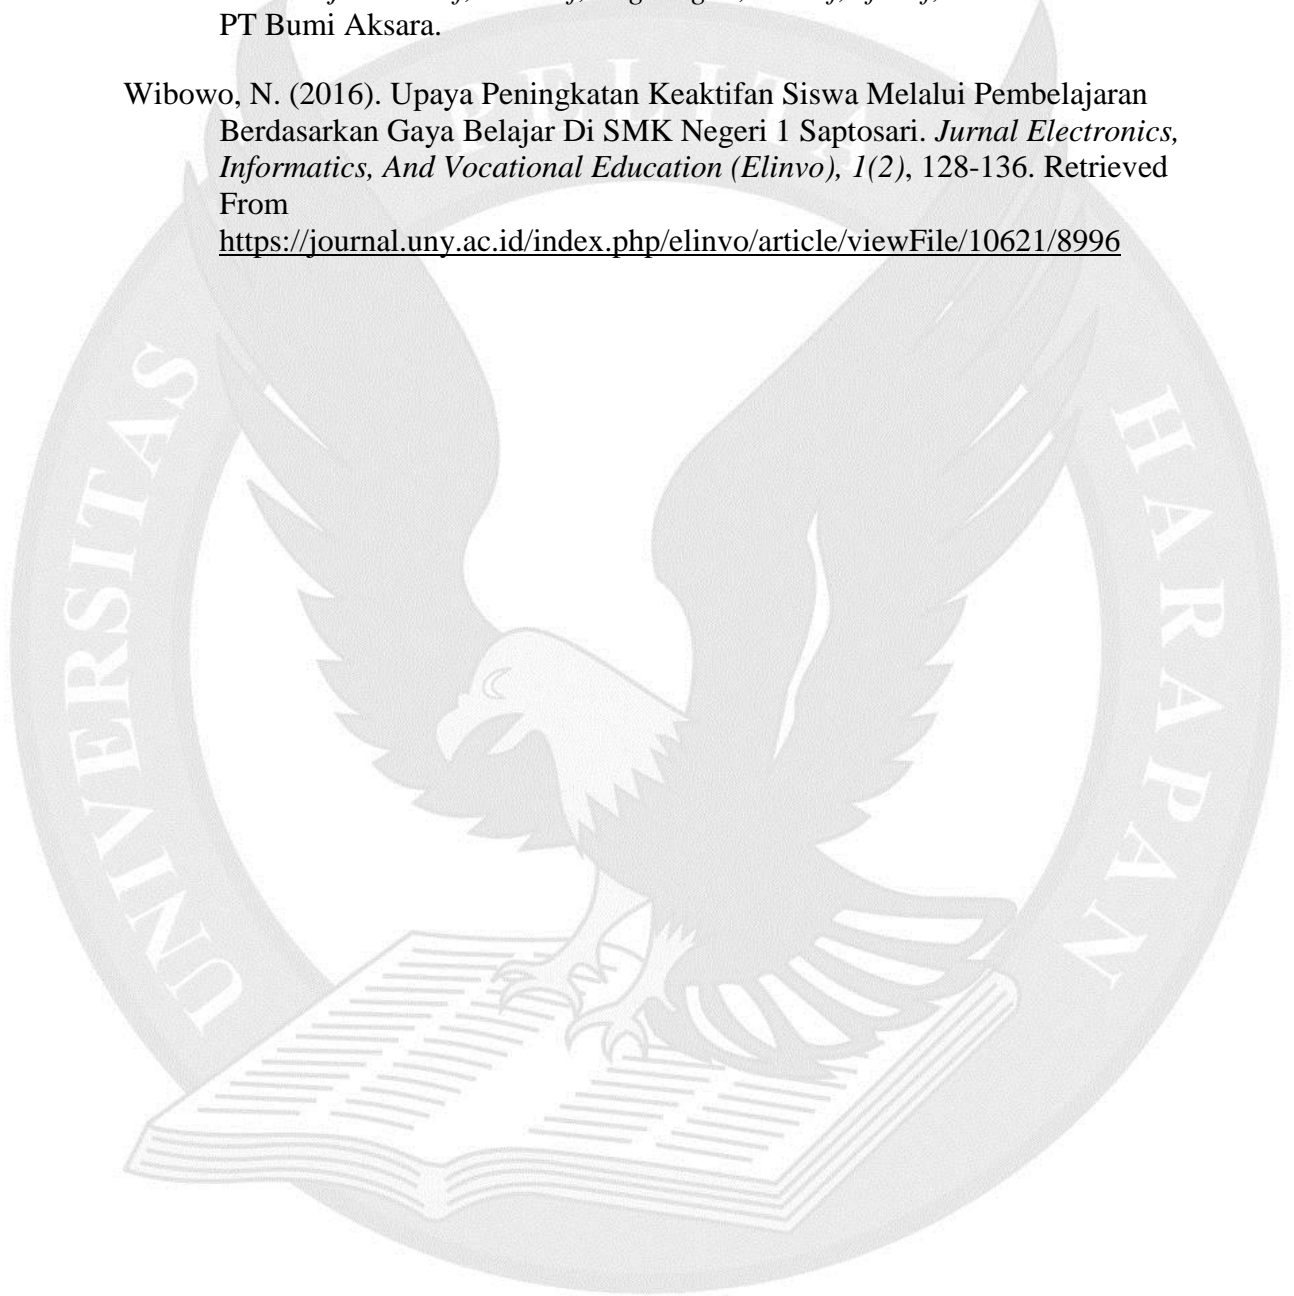 PT Bumi Aksara.
Wibowo, N. (2016). Upaya Peningkatan Keaktifan Siswa Melalui Pembelajaran
Berdasarkan Gaya Belajar Di SMK Negeri 1 Saptosari. Jurnal Electronics,
Informatics, And Vocational Education (Elinvo), 1(2), 128-136. Retrieved
From
https://journal.uny.ac.id/index.php/elinvo/article/viewFile/10621/8996
UNIVERSITAS
PELITA
HARAPAN